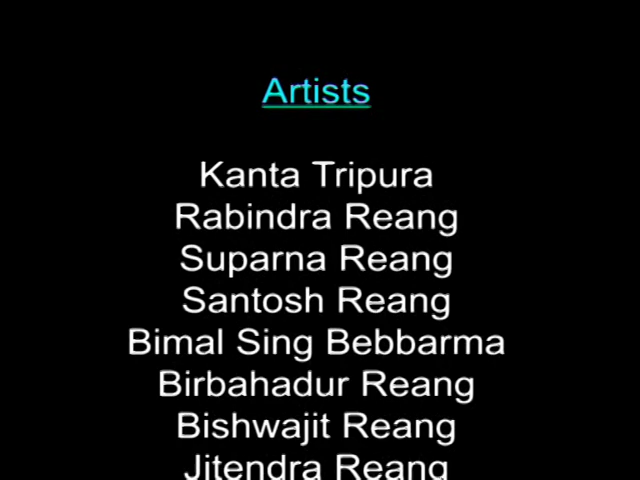 Artists
Kanta Tripura
Rabindra Reang
Suparna Reang
Santosh Reang
Bimal Sing Bebbarma
Birbahadur Reang
Bishwajit Reang
Jitendra Reang